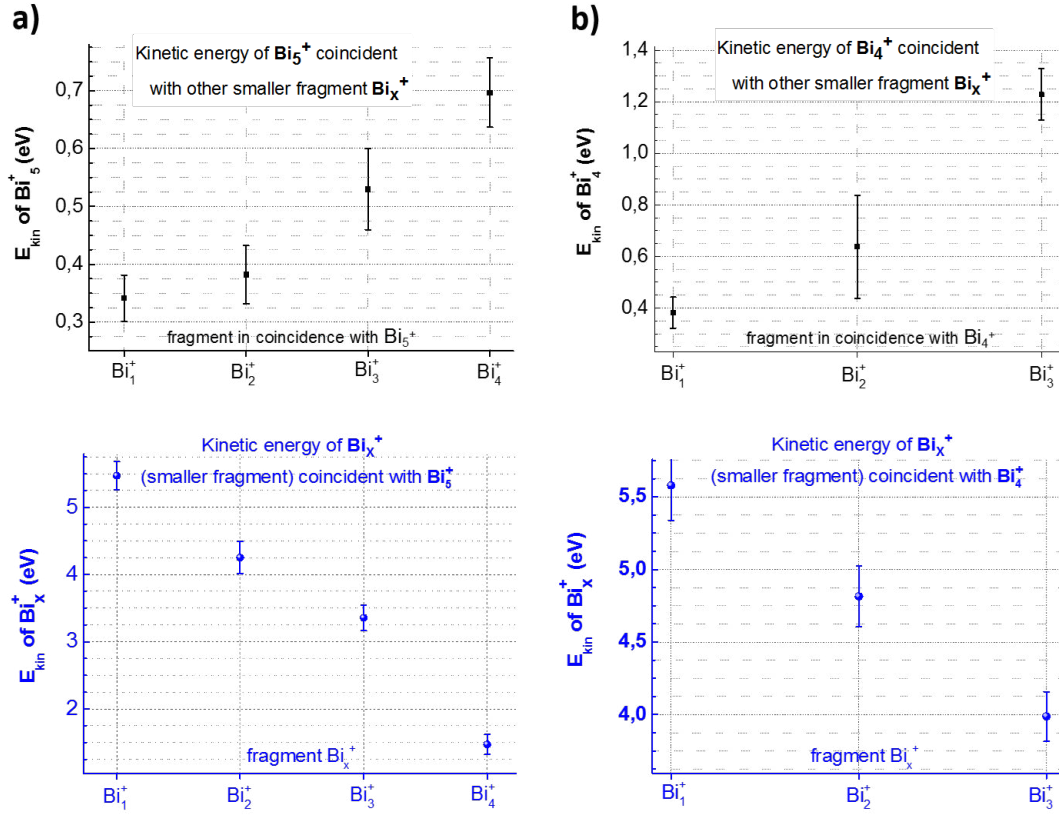 a)
Kinetic energy of Bi5+ coincident
with other smaller fragment BiX+
0,7
0,6
0,5
0,4
0,3
Ekin of Bi5+ (eV)
fragment in coincidence with Bi5+
Bi1+ Bi2+ Bi3+ Bi4+
b)
Kinetic energy of Bi4+ coincident
with other smaller fragment BiX+
1,4
1,2
1,0
0,8
0,6
0,4
Ekin of Bi4+ (eV)
fragment in coincidence with Bi4+
Bi1+ Bi2+ Bi3+
Kinetic energy of BiX+
(smaller fragment) coincident with Bi5+
5
4
3
2
Ekin of BiX+ (eV)
fragment Bix+
Bi1+ Bi2+ Bi3+ Bi4+
Kinetic energy of BiX+
(smaller fragment) coincident with Bi4+
5,5
5,0
4,5
4,0
Ekin of BiX+ (eV)
fragment Bix+
Bi1+ Bi2+ Bi3+